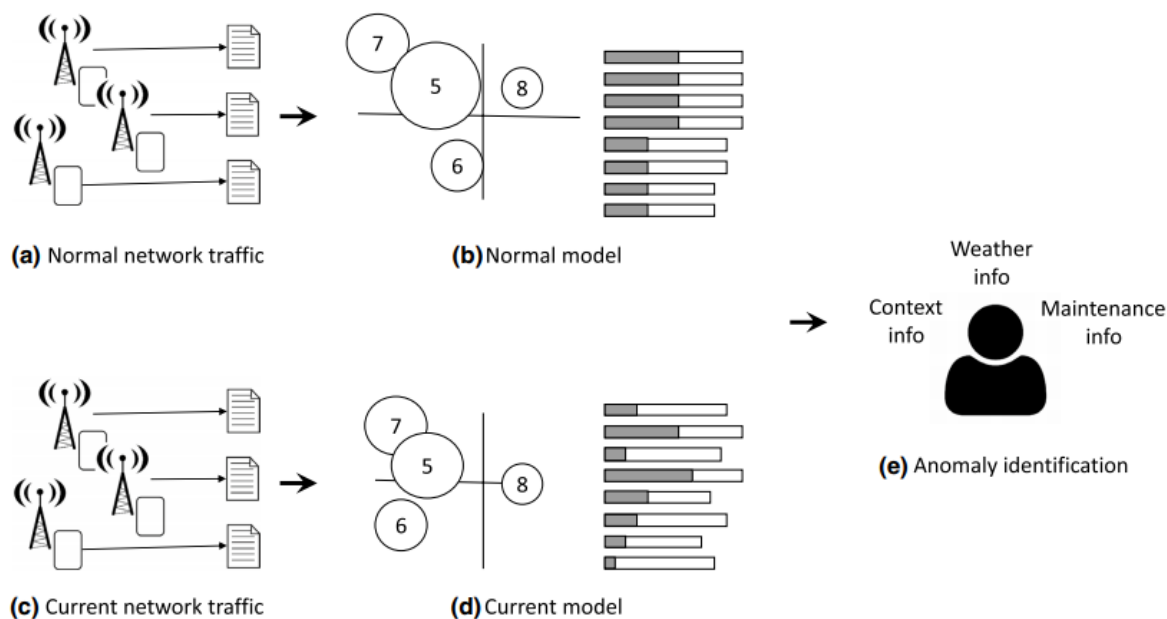 7
5
8
6
(a) Normal network traffic
(b) Normal model
Weather
info
Context
info
Maintenance
info
7
5
8
6
(e) Anomaly identification
(c) Current network traffic
(d) Current model